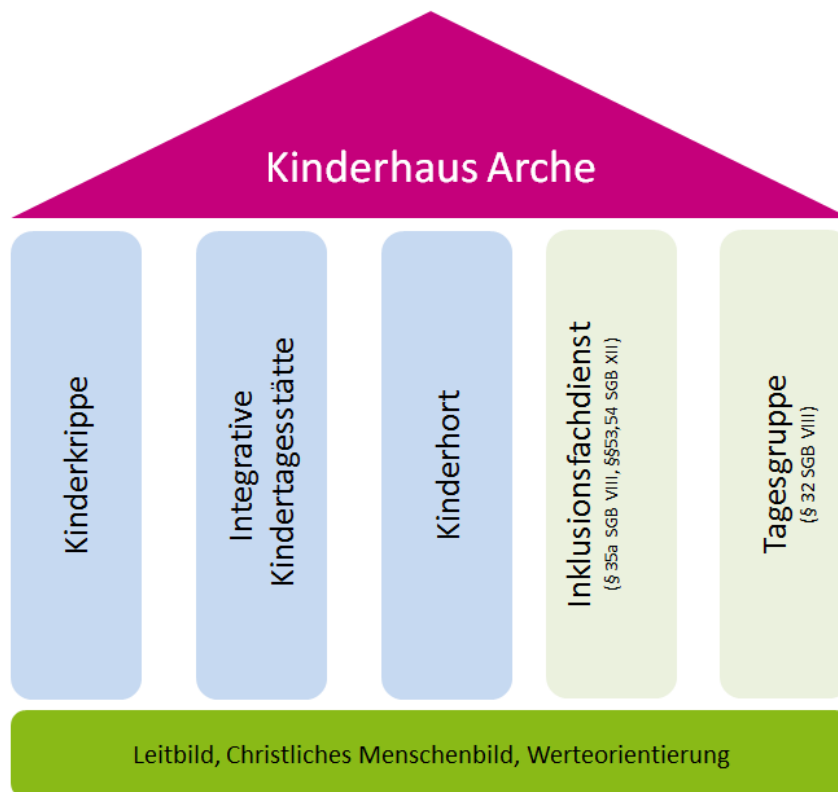 Kinderhaus Arche
Kinderkrippe
Integrative
Kindertagesstätte
Kinderhort
Inklusionsfachdienst
(§ 35a SGB VIII, §§53,54 SGB XII)
Tagesgruppe
(§ 32 SGB VIII)
Leitbild, Christliches Menschenbild, Werteorientierung